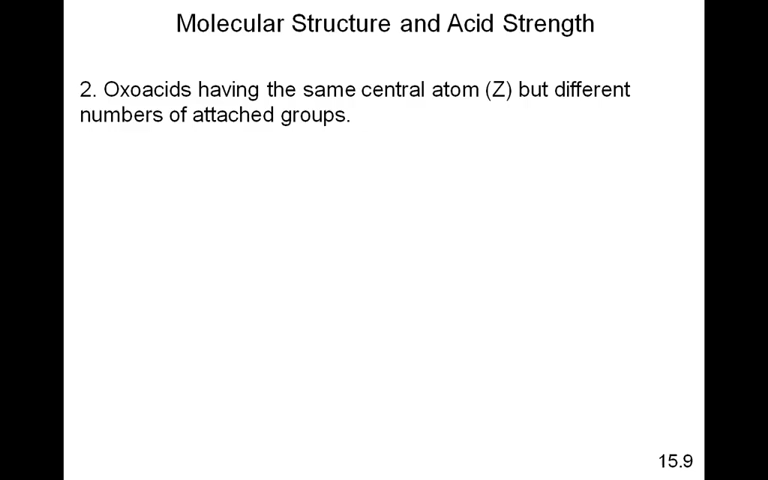 Molecular Structure and Acid Strength
2. Oxoacids having the same central atom (Z) but different
numbers of attached groups.
15.9